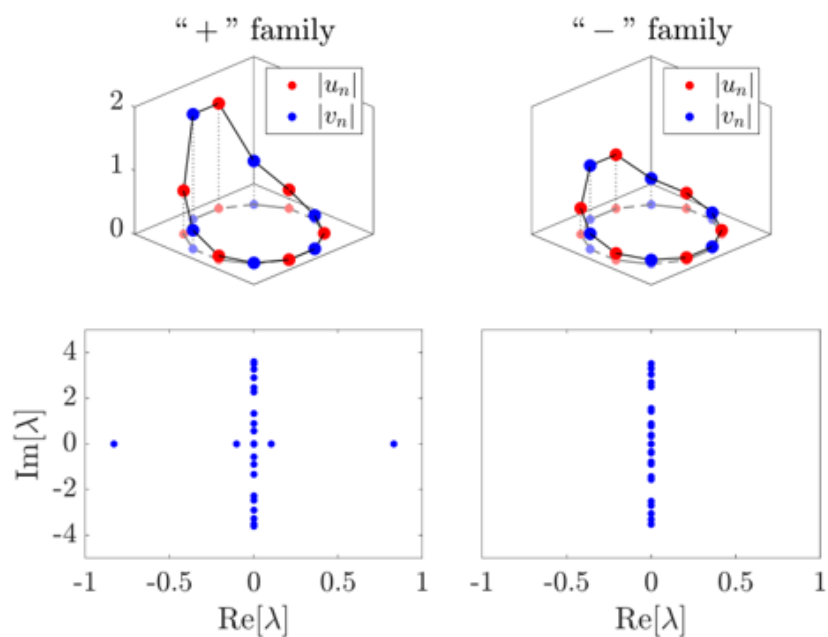 “ + ” family
“ − ” family
|u_n|
|v_n|
|u_n|
|v_n|
2
1
0
4
2
0
-2
-4
Im[λ]
-1
-0.5
0
0.5
1
Re[λ]
-1
-0.5
0
0.5
1
Re[λ]